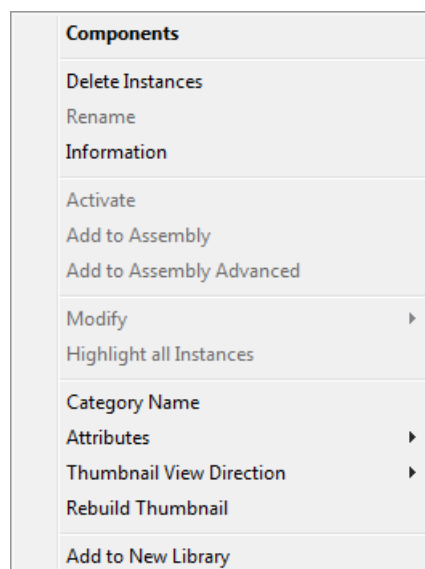 Components
Delete Instances
Rename
Information
Activate
Add to Assembly
Add to Assembly Advanced
Modify
Highlight all Instances
Category Name
Attributes
Thumbnail View Direction
Rebuild Thumbnail
Add to New Library